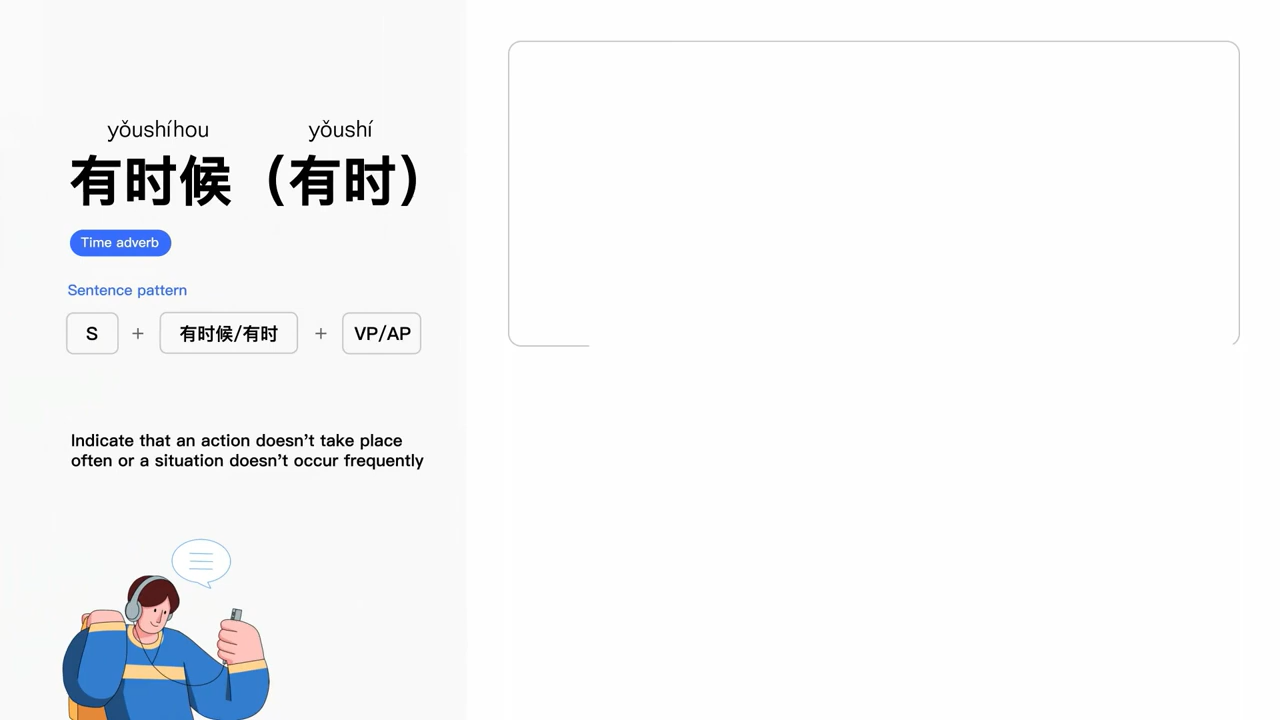 yǒushíhou yǒushí
有时候（有时）
Time adverb
Sentence pattern
S + 有时候/有时 + VP/AP
Indicate that an action doesn't take place
often or a situation doesn't occur frequently